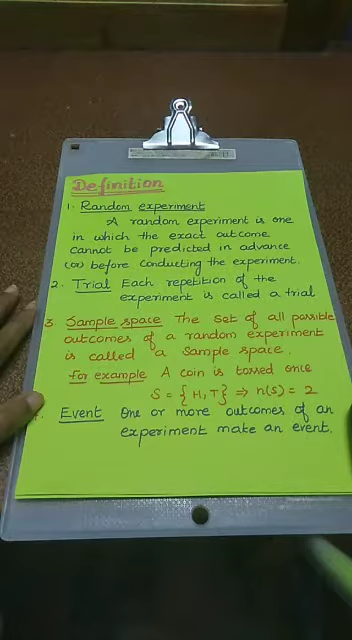 Definition
1. Random experiment
A random experiment is one
in which the exact outcome
cannot be predicted in advance
(or) before conducting the experiment.
2. Trial Each repetition of the
experiment is called a trial
3. Sample space The set of all possible
outcomes of a random experiment
is called a Sample space.
For example A coin is tossed once
S = {H, T} ⇒ n(S) = 2
Event One or more outcomes of an
experiment make an event.